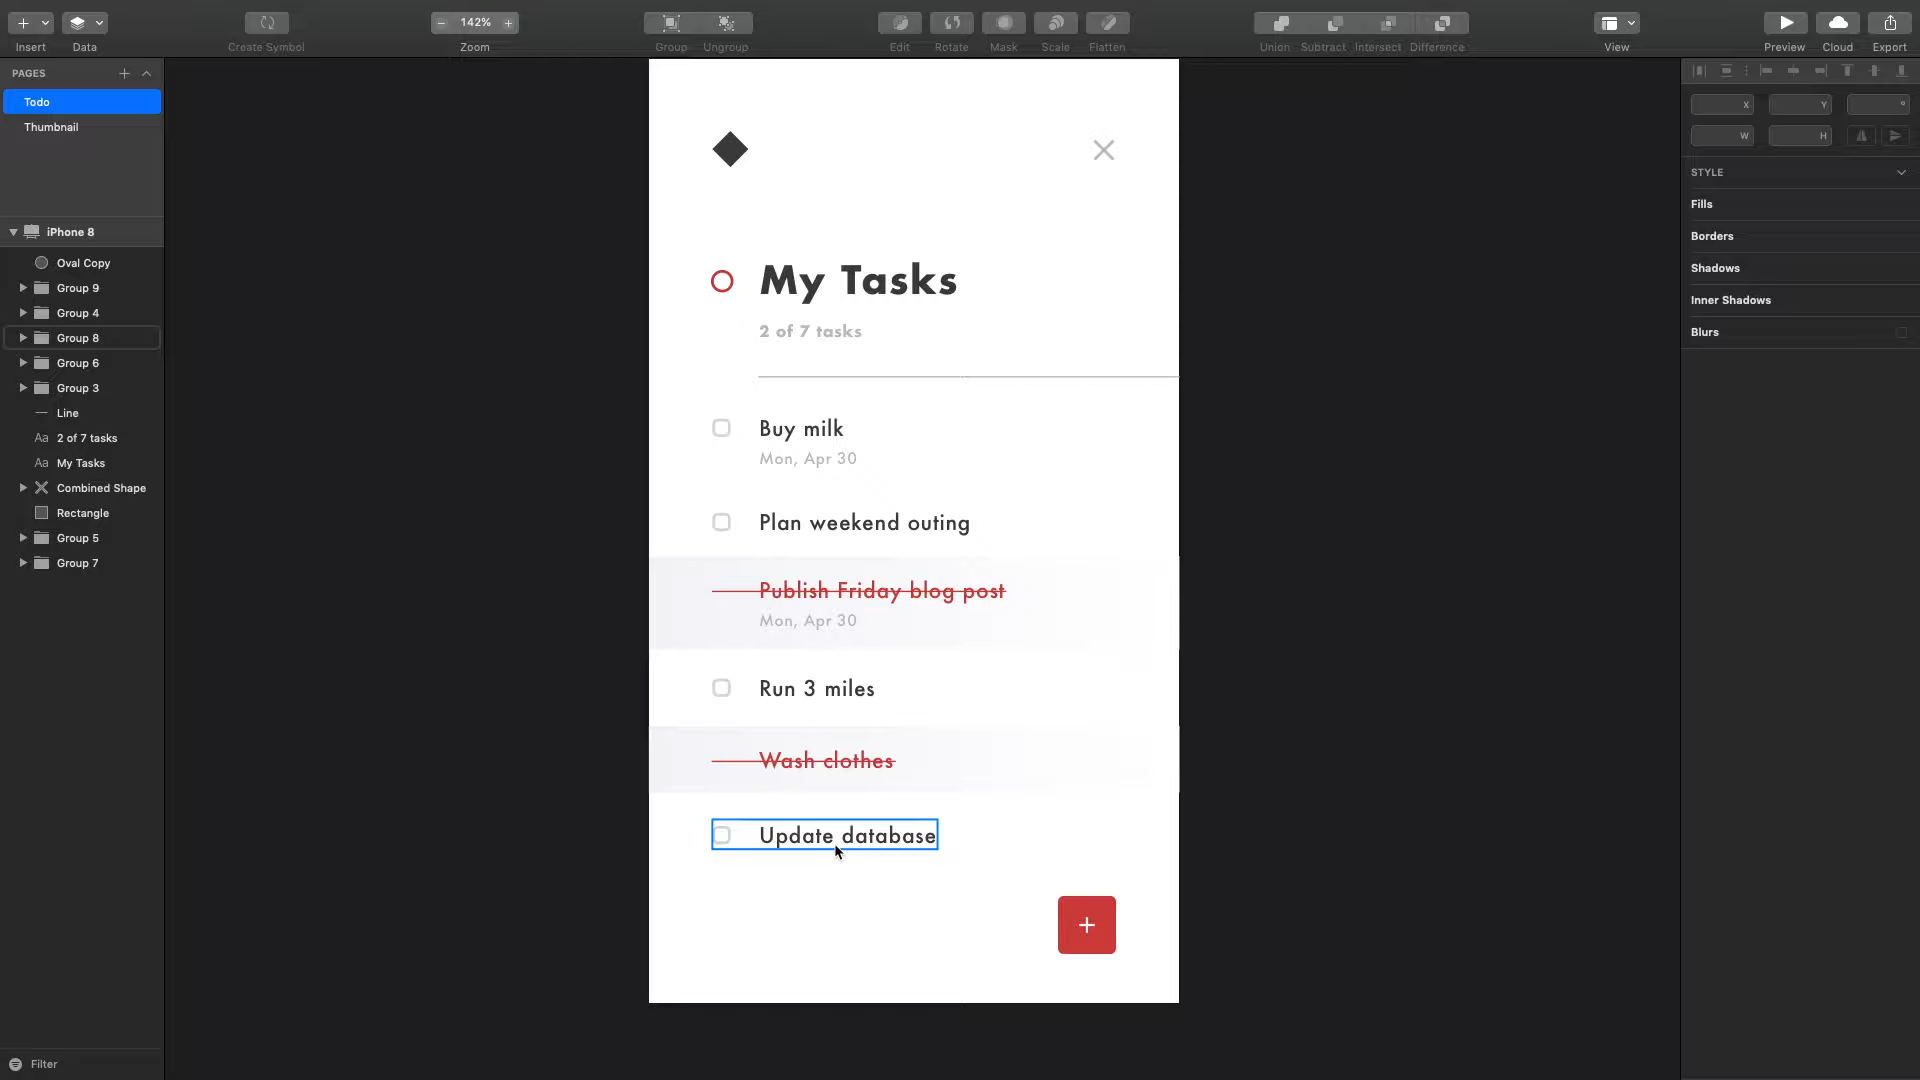 Insert
Data
Create Symbol
142%
Zoom
Group
Ungroup
Edit
Rotate
Mask
Scale
Flatten
Union
Subtract
Intersect
Difference
View
Preview
Cloud
Export
PAGES
Todo
Thumbnail
iPhone 8
Oval Copy
Group 9
Group 4
Group 8
Group 6
Group 3
Line
Aa 2 of 7 tasks
Aa My Tasks
Combined Shape
Rectangle
Group 5
Group 7
Filter
My Tasks
2 of 7 tasks
Buy milk
Mon, Apr 30
Plan weekend outing
Publish Friday blog post
Mon, Apr 30
Run 3 miles
Wash clothes
Update database
+
X
Y
°
W
H
STYLE
Fills
Borders
Shadows
Inner Shadows
Blurs